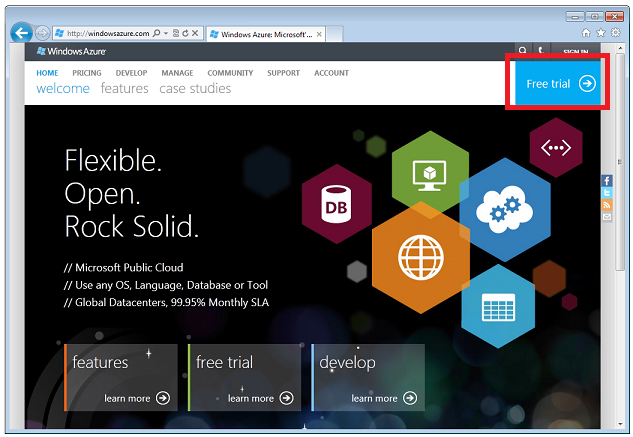 http://windowsazure.com
Windows Azure: Microsoft'...
Windows Azure
SIGN IN
HOME PRICING DEVELOP MANAGE COMMUNITY SUPPORT ACCOUNT
welcome features case studies
Free trial
Flexible.
Open.
Rock Solid.
// Microsoft Public Cloud
// Use any OS, Language, Database or Tool
// Global Datacenters, 99.95% Monthly SLA
DB
features
learn more
free trial
learn more
develop
learn more